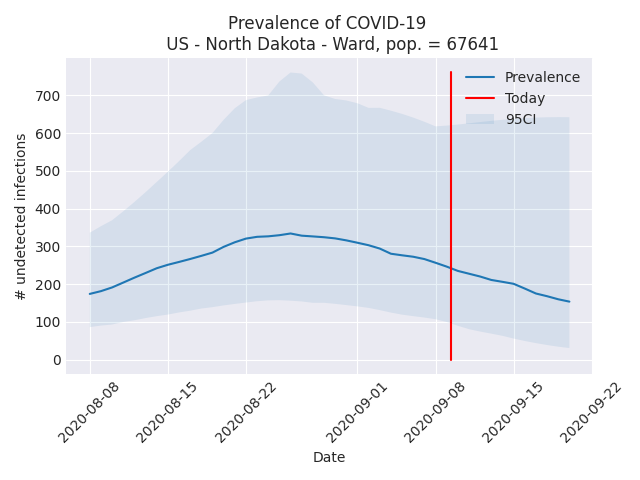 Prevalence of COVID-19
US - North Dakota - Ward, pop. = 67641
# undetected infections
700
600
500
400
300
200
100
0
Prevalence
Today
95CI
2020-08-08
2020-08-15
2020-08-22
2020-09-01
2020-09-08
2020-09-15
2020-09-22
Date